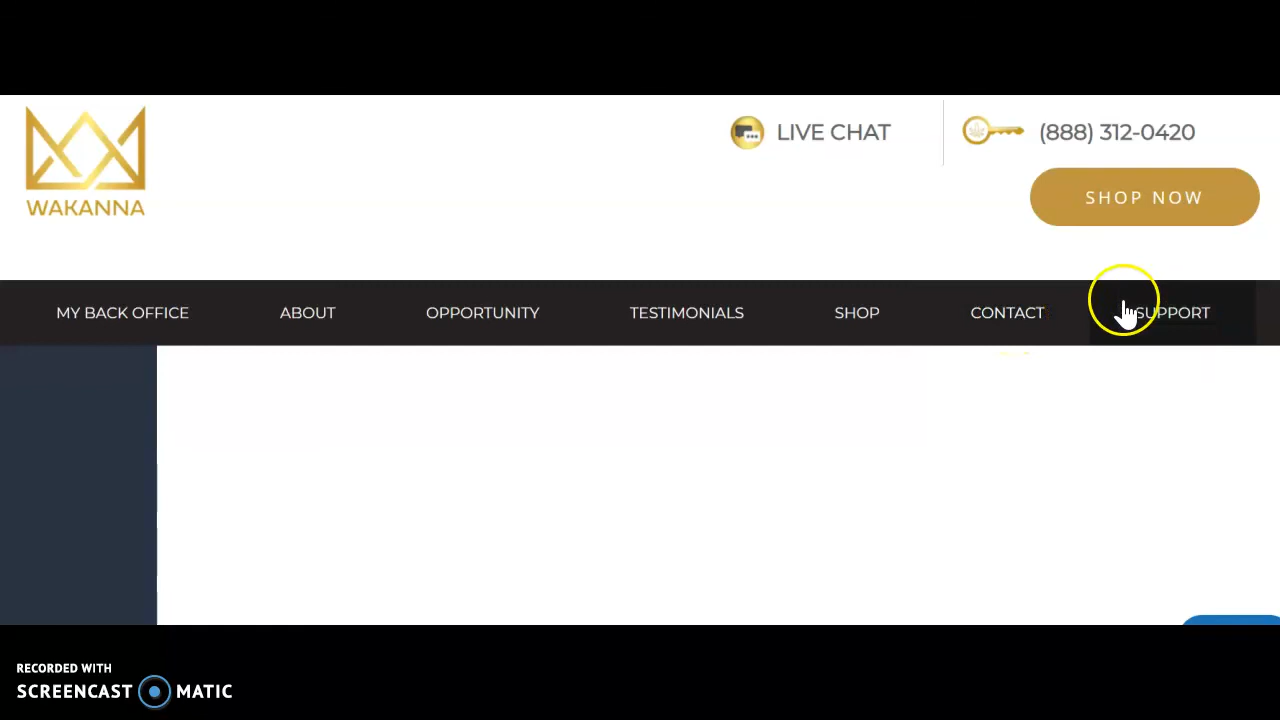 WAKANNA
LIVE CHAT
(888) 312-0420
SHOP NOW
MY BACK OFFICE
ABOUT
OPPORTUNITY
TESTIMONIALS
SHOP
CONTACT
SUPPORT
RECORDED WITH
SCREENCAST MATIC